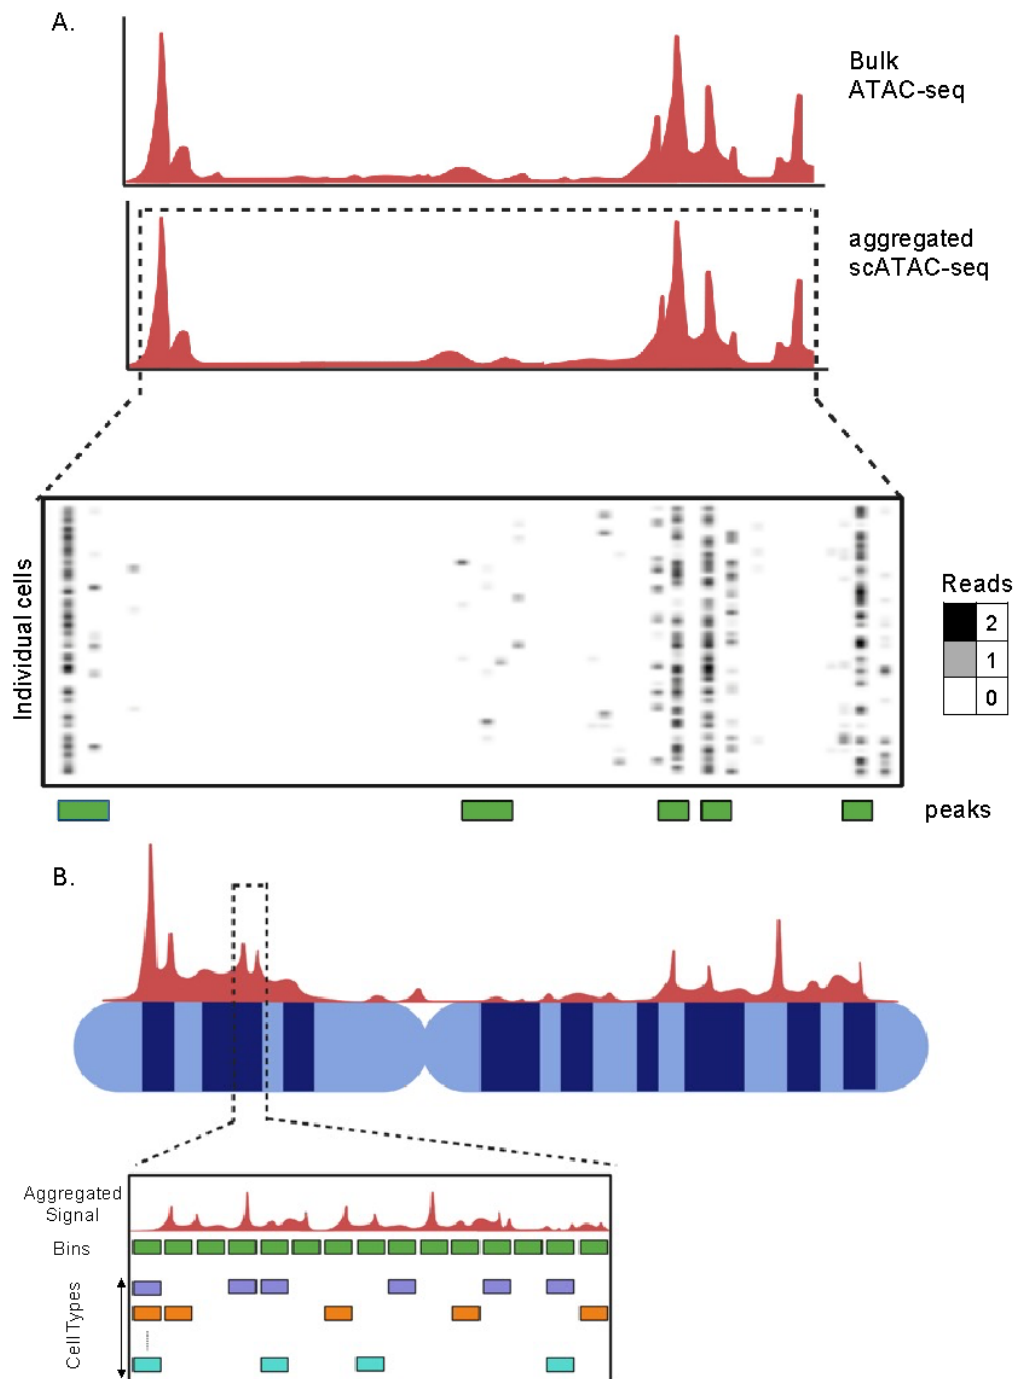 A.
Bulk
ATAC-seq
aggregated
scATAC-seq
Individual cells
Reads
2
1
0
peaks
B.
Aggregated
Signal
Bins
Cell Types